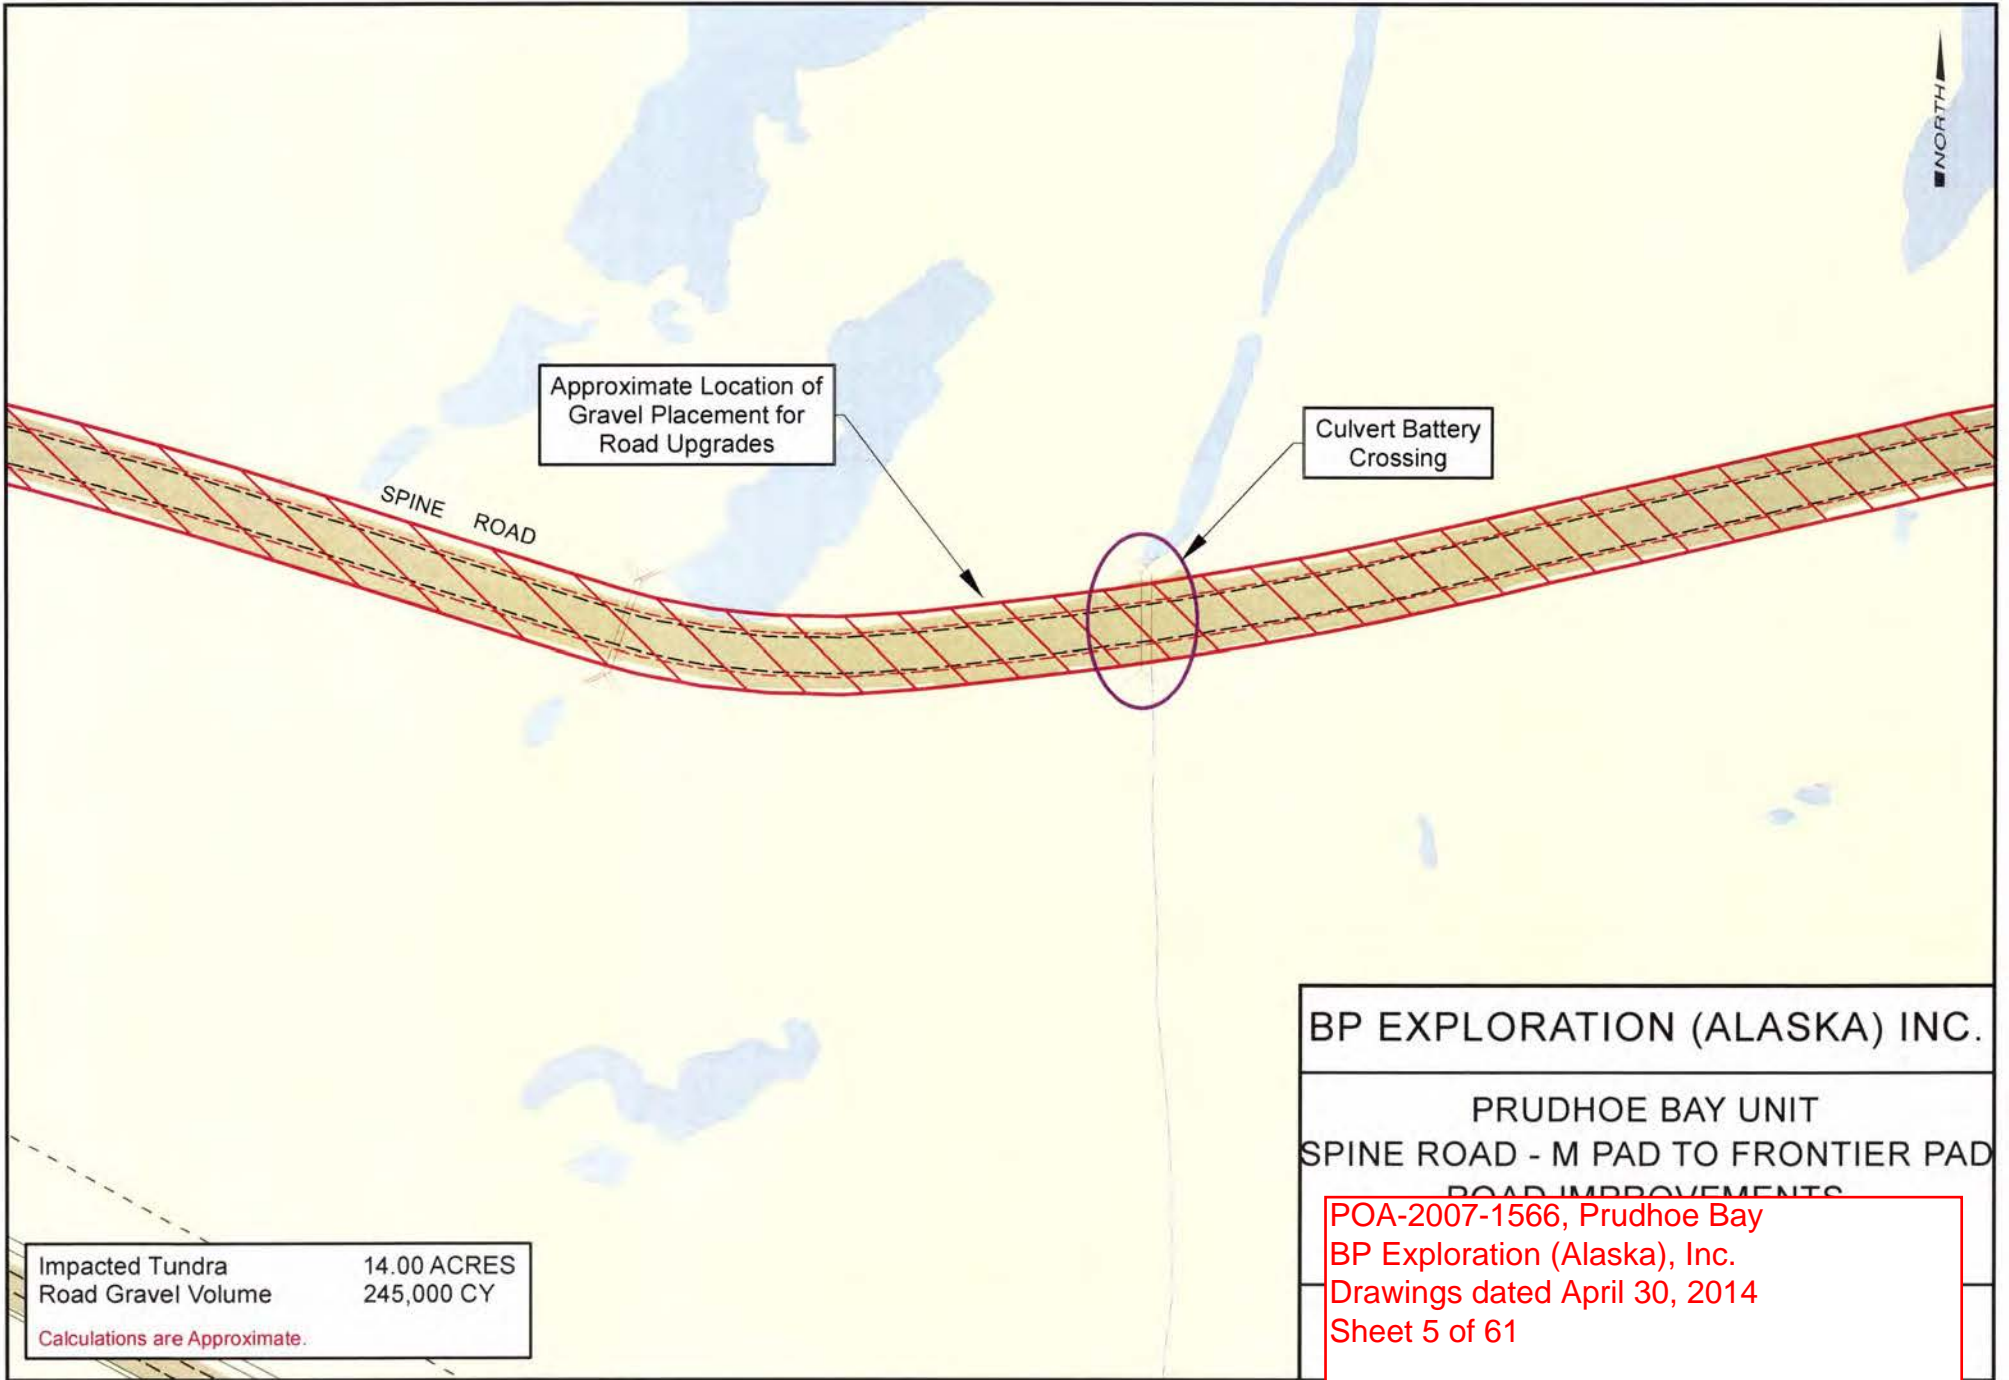 NORTH
Approximate Location of
Gravel Placement for
Road Upgrades
Culvert Battery
Crossing
SPINE ROAD
BP EXPLORATION (ALASKA) INC.
PRUDHOE BAY UNIT
SPINE ROAD - M PAD TO FRONTIER PAD
ROAD IMPROVEMENTS
POA-2007-1566, Prudhoe Bay
BP Exploration (Alaska), Inc.
Drawings dated April 30, 2014
Sheet 5 of 61
Impacted Tundra 14.00 ACRES
Road Gravel Volume 245,000 CY
Calculations are Approximate.